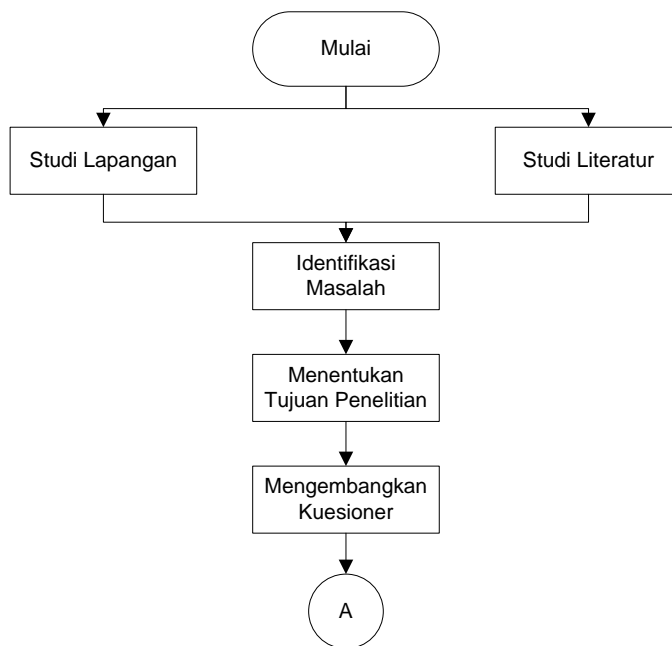 Mulai
Studi Lapangan
Studi Literatur
Identifikasi
Masalah
Menentukan
Tujuan Penelitian
Mengembangkan
Kuesioner
A